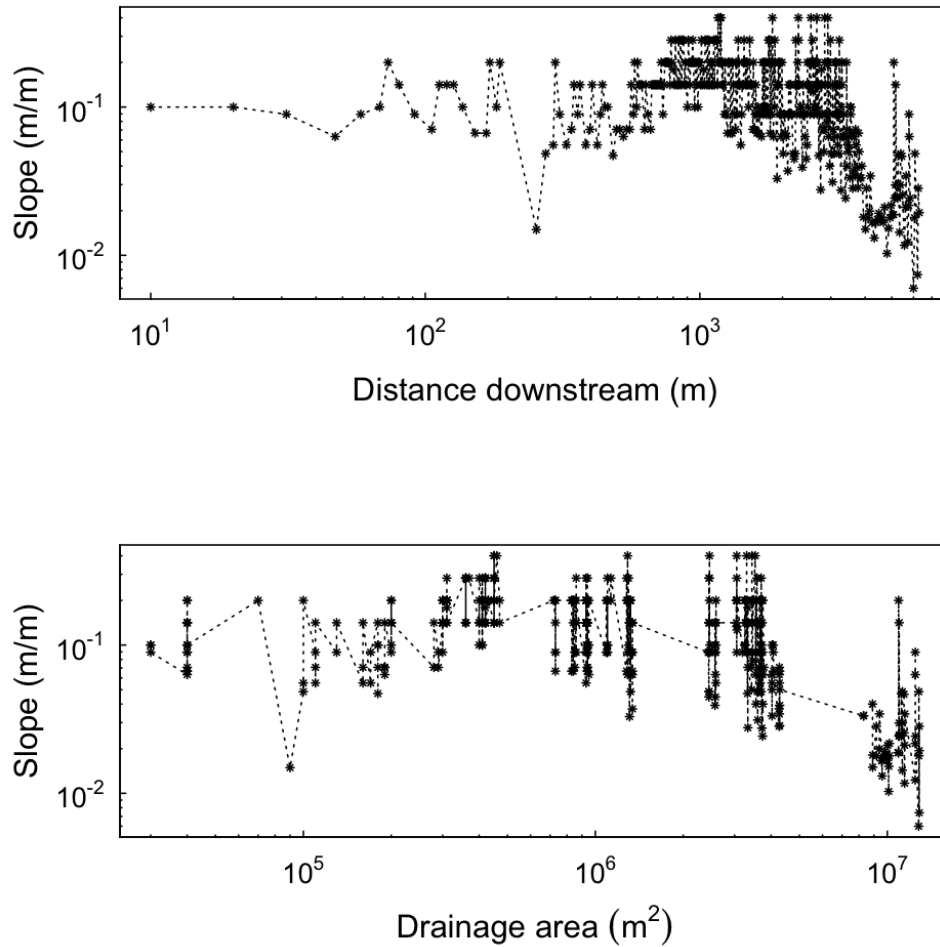 Slope (m/m)
10^-1
10^-2
10^1
10^2
10^3
Distance downstream (m)
Slope (m/m)
10^-1
10^-2
10^5
10^6
10^7
Drainage area (m^2)